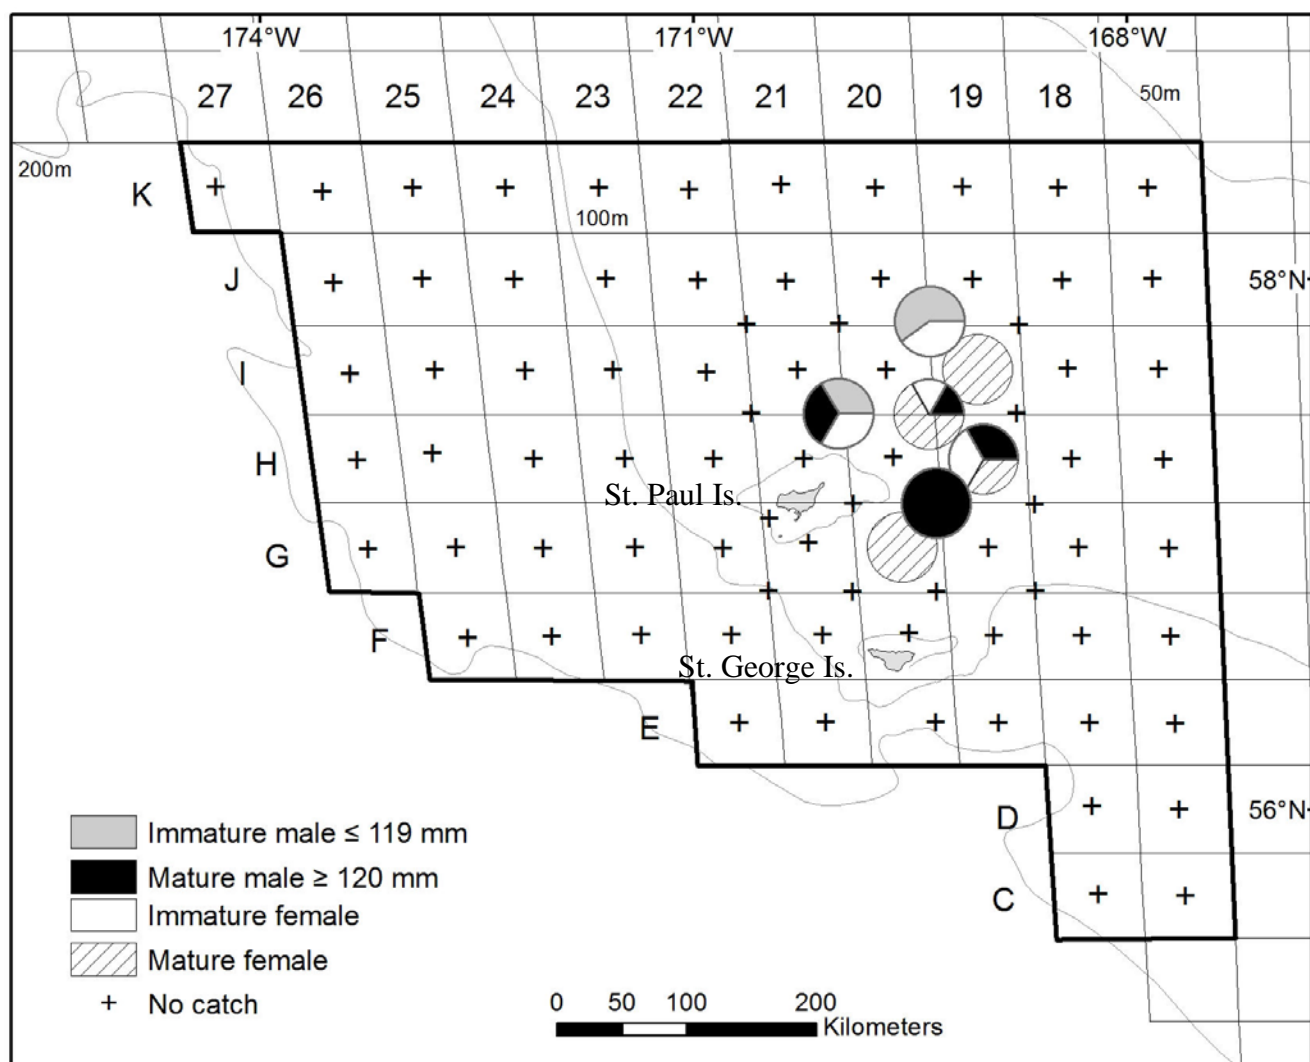 174°W 171°W 168°W
27 26 25 24 23 22 21 20 19 18 50m
200m
K
100m
J
58°N
I
H
St. Paul Is.
G
F
St. George Is.
E
D
56°N
C
Immature male ≤ 119 mm
Mature male ≥ 120 mm
Immature female
Mature female
+ No catch
0 50 100 200
Kilometers